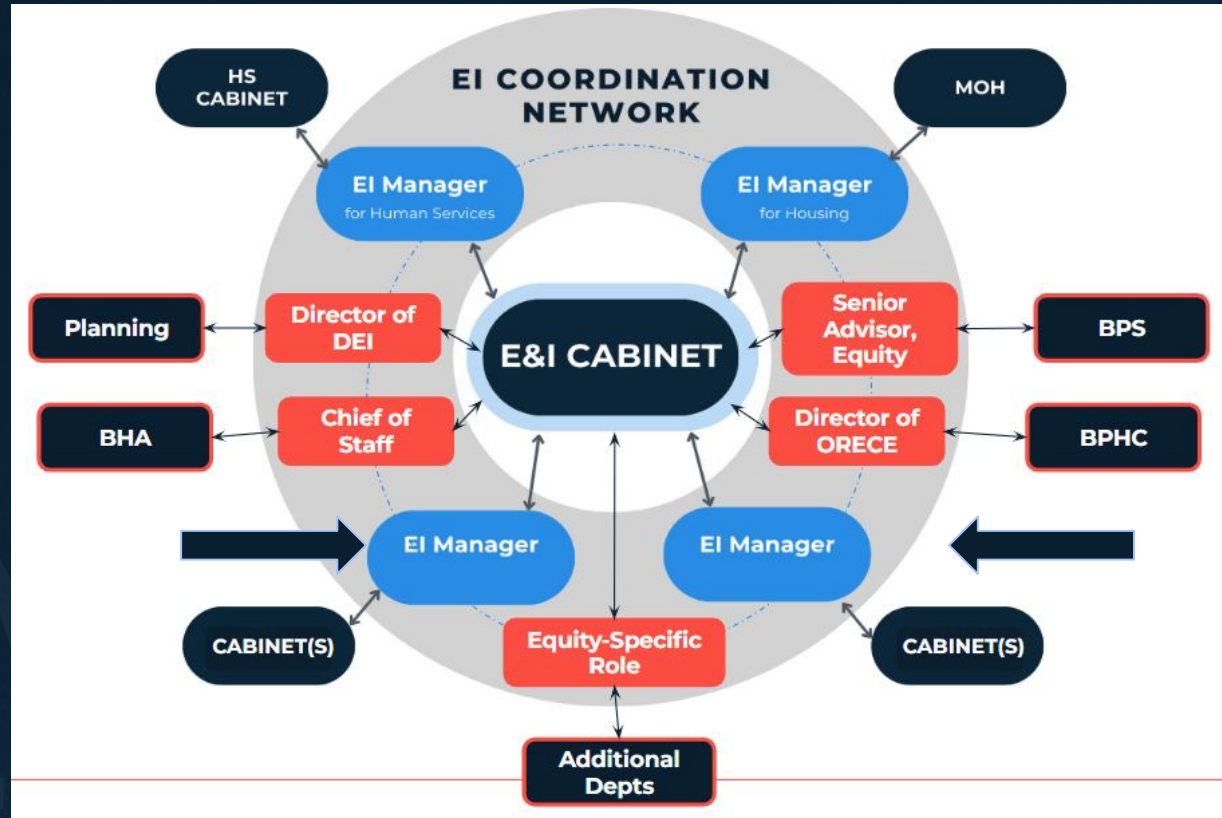 EI COORDINATION
NETWORK
HS
CABINET
MOH
EI Manager
for Human Services
EI Manager
for Housing
Planning
Director of
DEI
E&I CABINET
Senior
Advisor,
Equity
BPS
BHA
Chief of
Staff
Director of
ORECE
BPHC
EI Manager
EI Manager
CABINET(S)
Equity-Specific
Role
CABINET(S)
Additional
Depts